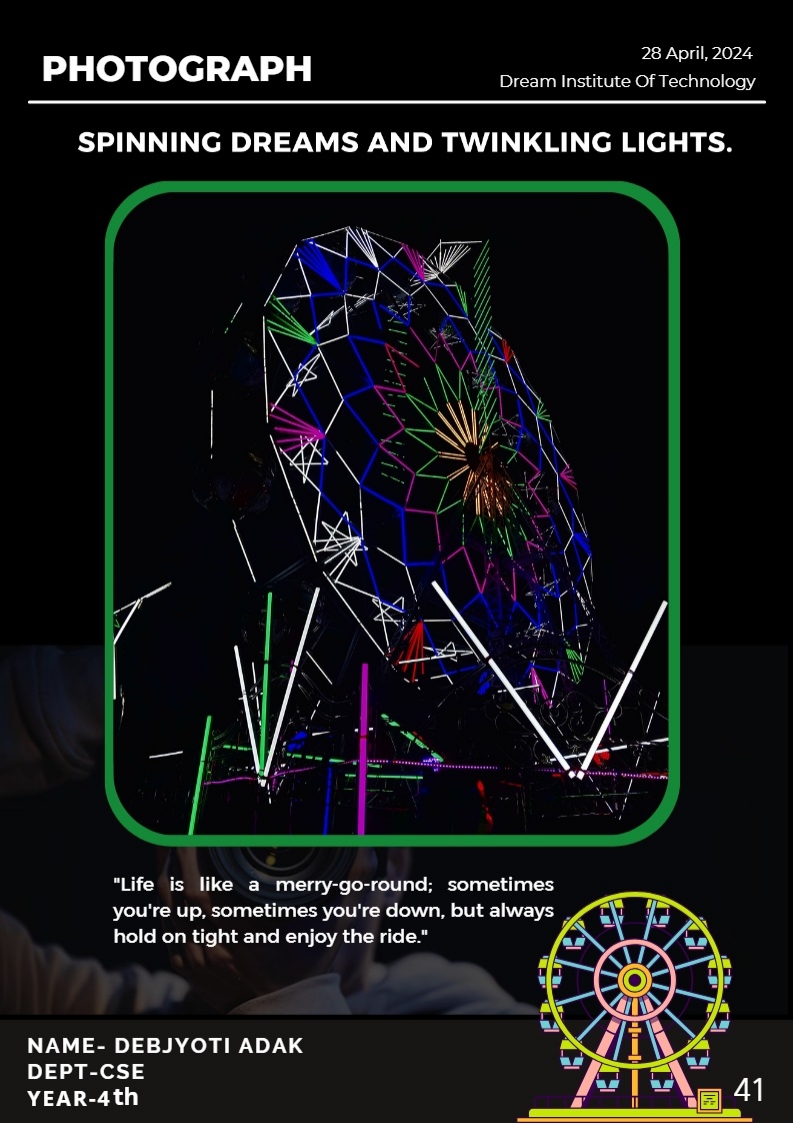 PHOTOGRAPH
28 April, 2024
Dream Institute Of Technology
SPINNING DREAMS AND TWINKLING LIGHTS.
"Life is like a merry-go-round; sometimes
you're up, sometimes you're down, but always
hold on tight and enjoy the ride."
NAME- DEBJYOTI ADAK
DEPT-CSE
YEAR-4th
41